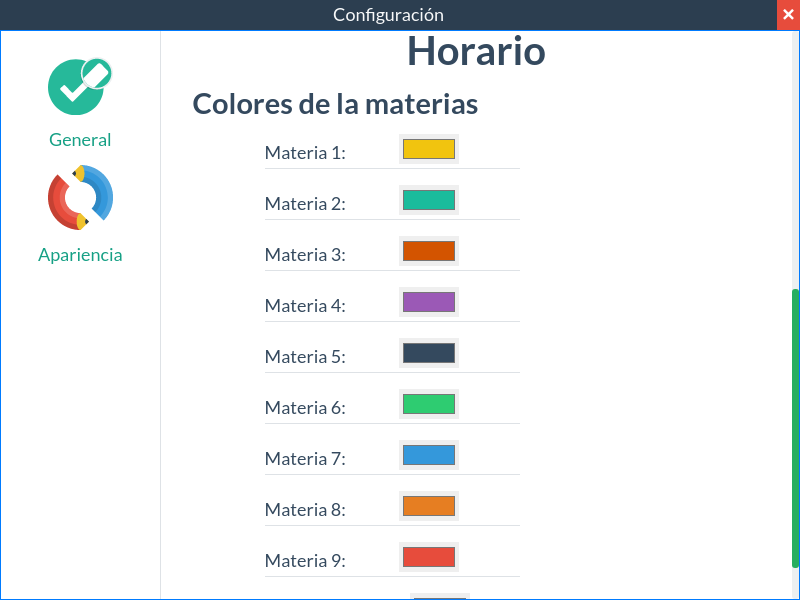 Configuración
General
Apariencia
Horario
Colores de la materias
Materia 1:
Materia 2:
Materia 3:
Materia 4:
Materia 5:
Materia 6:
Materia 7:
Materia 8:
Materia 9: